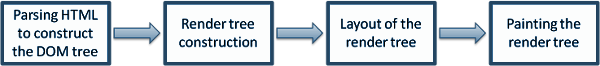 Parsing HTML
to construct
the DOM tree
Render tree
construction
Layout of the
render tree
Painting the
render tree